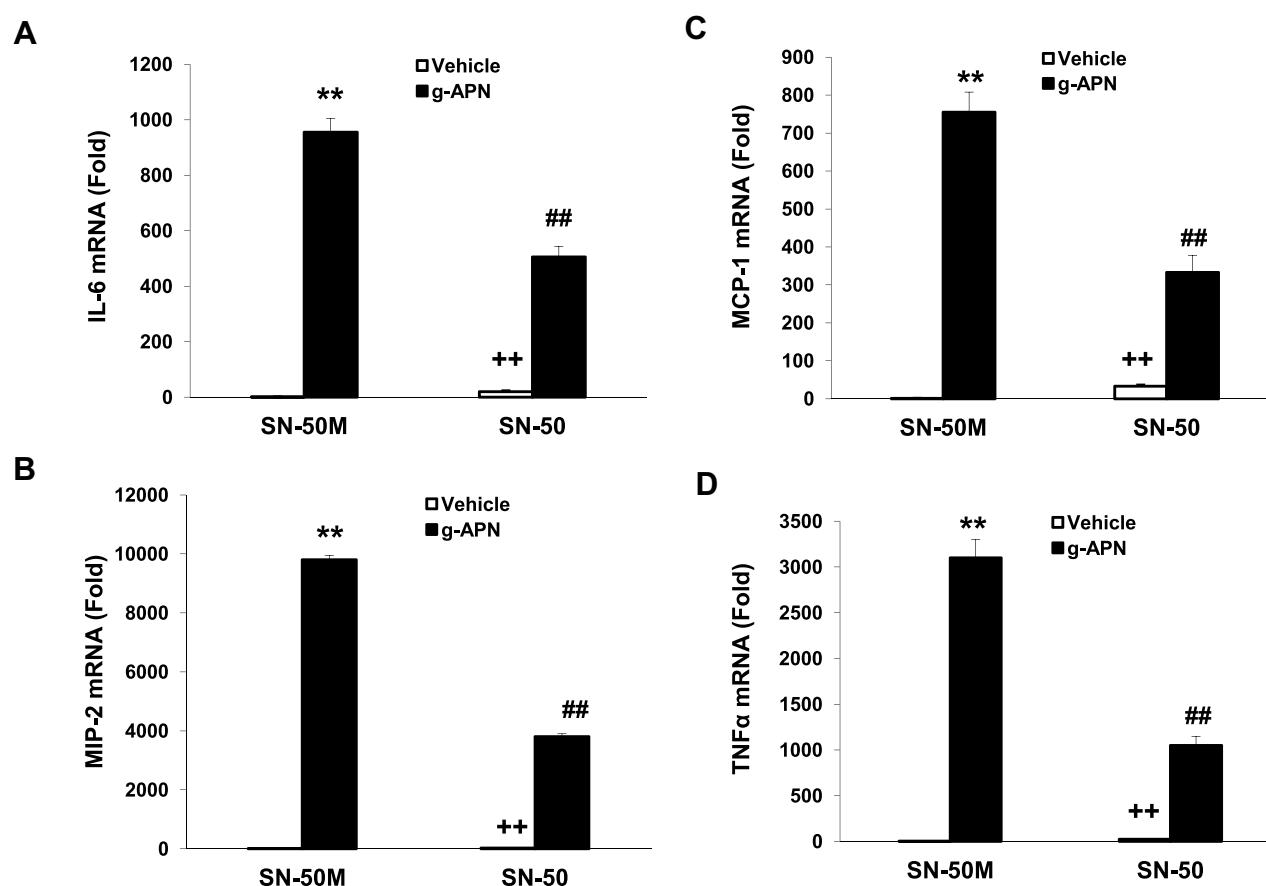 A
IL-6 mRNA (Fold)
1200
1000
800
600
400
200
0
Vehicle
g-APN
**
##
++
SN-50M
SN-50
B
MIP-2 mRNA (Fold)
12000
10000
8000
6000
4000
2000
0
Vehicle
g-APN
**
##
++
SN-50M
SN-50
C
MCP-1 mRNA (Fold)
900
800
700
600
500
400
300
200
100
0
Vehicle
g-APN
**
##
++
SN-50M
SN-50
D
TNFα mRNA (Fold)
3500
3000
2500
2000
1500
1000
500
0
Vehicle
g-APN
**
##
++
SN-50M
SN-50